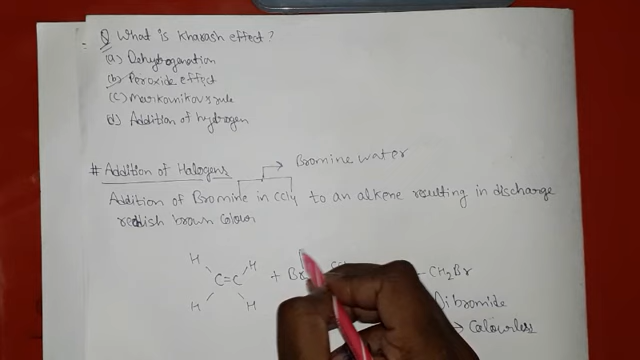 Q What is kharash effect?
(a) Dehydrogenation
(b) Peroxide effect
(c) Markovnikov's rule
(d) Addition of hydrogen
# Addition of Halogens → Bromine water
Addition of Bromine in CCl4 to an alkene resulting in discharge
reddish brown colour
H H
C=C + Br - CH2Br
H H
Dibromide
→ Colourless